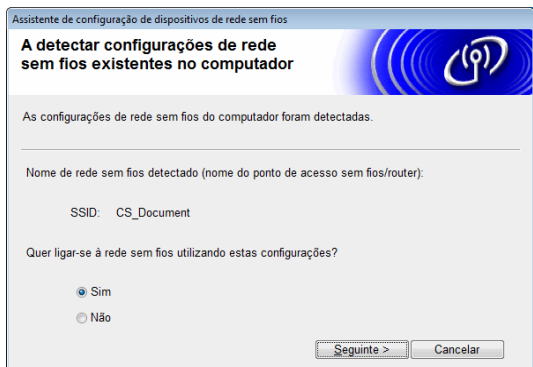 Assistente de configuração de dispositivos de rede sem fios
A detectar configurações de rede
sem fios existentes no computador
As configurações de rede sem fios do computador foram detectadas.
Nome de rede sem fios detectado (nome do ponto de acesso sem fios/router):
SSID: CS_Document
Quer ligar-se à rede sem fios utilizando estas configurações?
Sim
Não
Seguinte > Cancelar